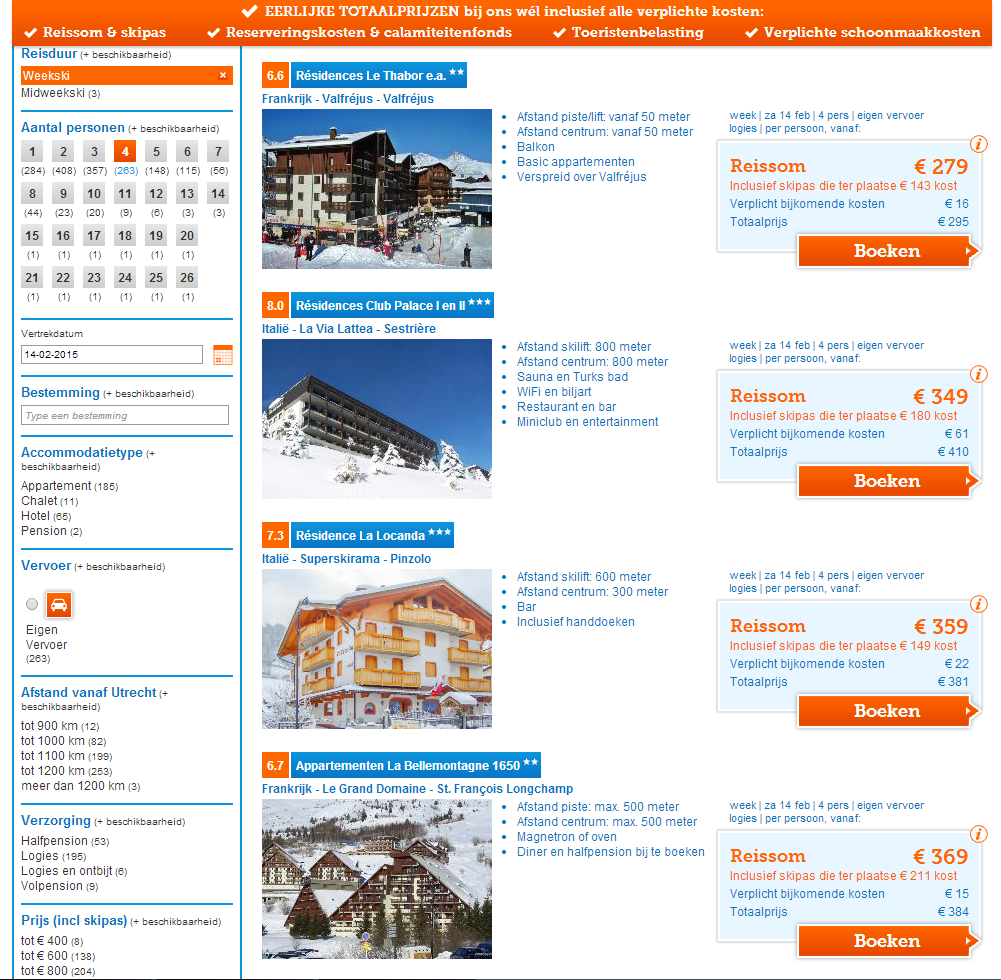 EERLIJKE TOTAALPRIJZEN bij ons wél inclusief alle verplichte kosten:
Reissom & skipas Reserveringskosten & calamiteitenfonds Toeristenbelasting Verplichte schoonmaakkosten
Reisduur (+ beschikbaarheid)
Weekski ×
Midweekski (3)
Aantal personen (+ beschikbaarheid)
1 2 3 4 5 6 7
(284) (408) (357) (263) (148) (115) (56)
8 9 10 11 12 13 14
(44) (23) (20) (9) (6) (3) (3)
15 16 17 18 19 20
(1) (1) (1) (1) (1) (1)
21 22 23 24 25 26
(1) (1) (1) (1) (1) (1)
Vertrekdatum
14-02-2015
Bestemming (+ beschikbaarheid)
Type een bestemming
Accommodatietype (+
beschikbaarheid)
Appartement (185)
Chalet (11)
Hotel (65)
Pension (2)
Vervoer (+ beschikbaarheid)
Eigen
Vervoer
(263)
Afstand vanaf Utrecht (+
beschikbaarheid)
tot 900 km (12)
tot 1000 km (82)
tot 1100 km (199)
tot 1200 km (253)
meer dan 1200 km (3)
Verzorging (+ beschikbaarheid)
Halfpension (53)
Logies (195)
Logies en ontbijt (6)
Volpension (9)
Prijs (incl skipas) (+ beschikbaarheid)
tot € 400 (8)
tot € 600 (138)
tot € 800 (204)
6.6 Résidences Le Thabor e.a. **
Frankrijk - Valfréjus - Valfréjus
Afstand piste/lift: vanaf 50 meter
Afstand centrum: vanaf 50 meter
Balkon
Basic appartementen
Verspreid over Valfréjus
week | za 14 feb | 4 pers | eigen vervoer
logies | per persoon, vanaf:
i
Reissom € 279
Inclusief skipas die ter plaatse € 143 kost
Verplicht bijkomende kosten € 16
Totaalprijs € 295
Boeken
8.0 Résidences Club Palace I en II ***
Italië - La Via Lattea - Sestrière
Afstand skilift: 800 meter
Afstand centrum: 800 meter
Sauna en Turks bad
WiFi en biljart
Restaurant en bar
Miniclub en entertainment
week | za 14 feb | 4 pers | eigen vervoer
logies | per persoon, vanaf:
i
Reissom € 349
Inclusief skipas die ter plaatse € 180 kost
Verplicht bijkomende kosten € 61
Totaalprijs € 410
Boeken
7.3 Résidence La Locanda ***
Italië - Superskirama - Pinzolo
Afstand skilift: 600 meter
Afstand centrum: 300 meter
Bar
Inclusief handdoeken
week | za 14 feb | 4 pers | eigen vervoer
logies | per persoon, vanaf:
i
Reissom € 359
Inclusief skipas die ter plaatse € 149 kost
Verplicht bijkomende kosten € 22
Totaalprijs € 381
Boeken
6.7 Appartementen La Bellemontagne 1650 **
Frankrijk - Le Grand Domaine - St. François Longchamp
Afstand piste: max. 500 meter
Afstand centrum: max. 500 meter
Magnetron of oven
Diner en halfpension bij te boeken
week | za 14 feb | 4 pers | eigen vervoer
logies | per persoon, vanaf:
i
Reissom € 369
Inclusief skipas die ter plaatse € 211 kost
Verplicht bijkomende kosten € 15
Totaalprijs € 384
Boeken